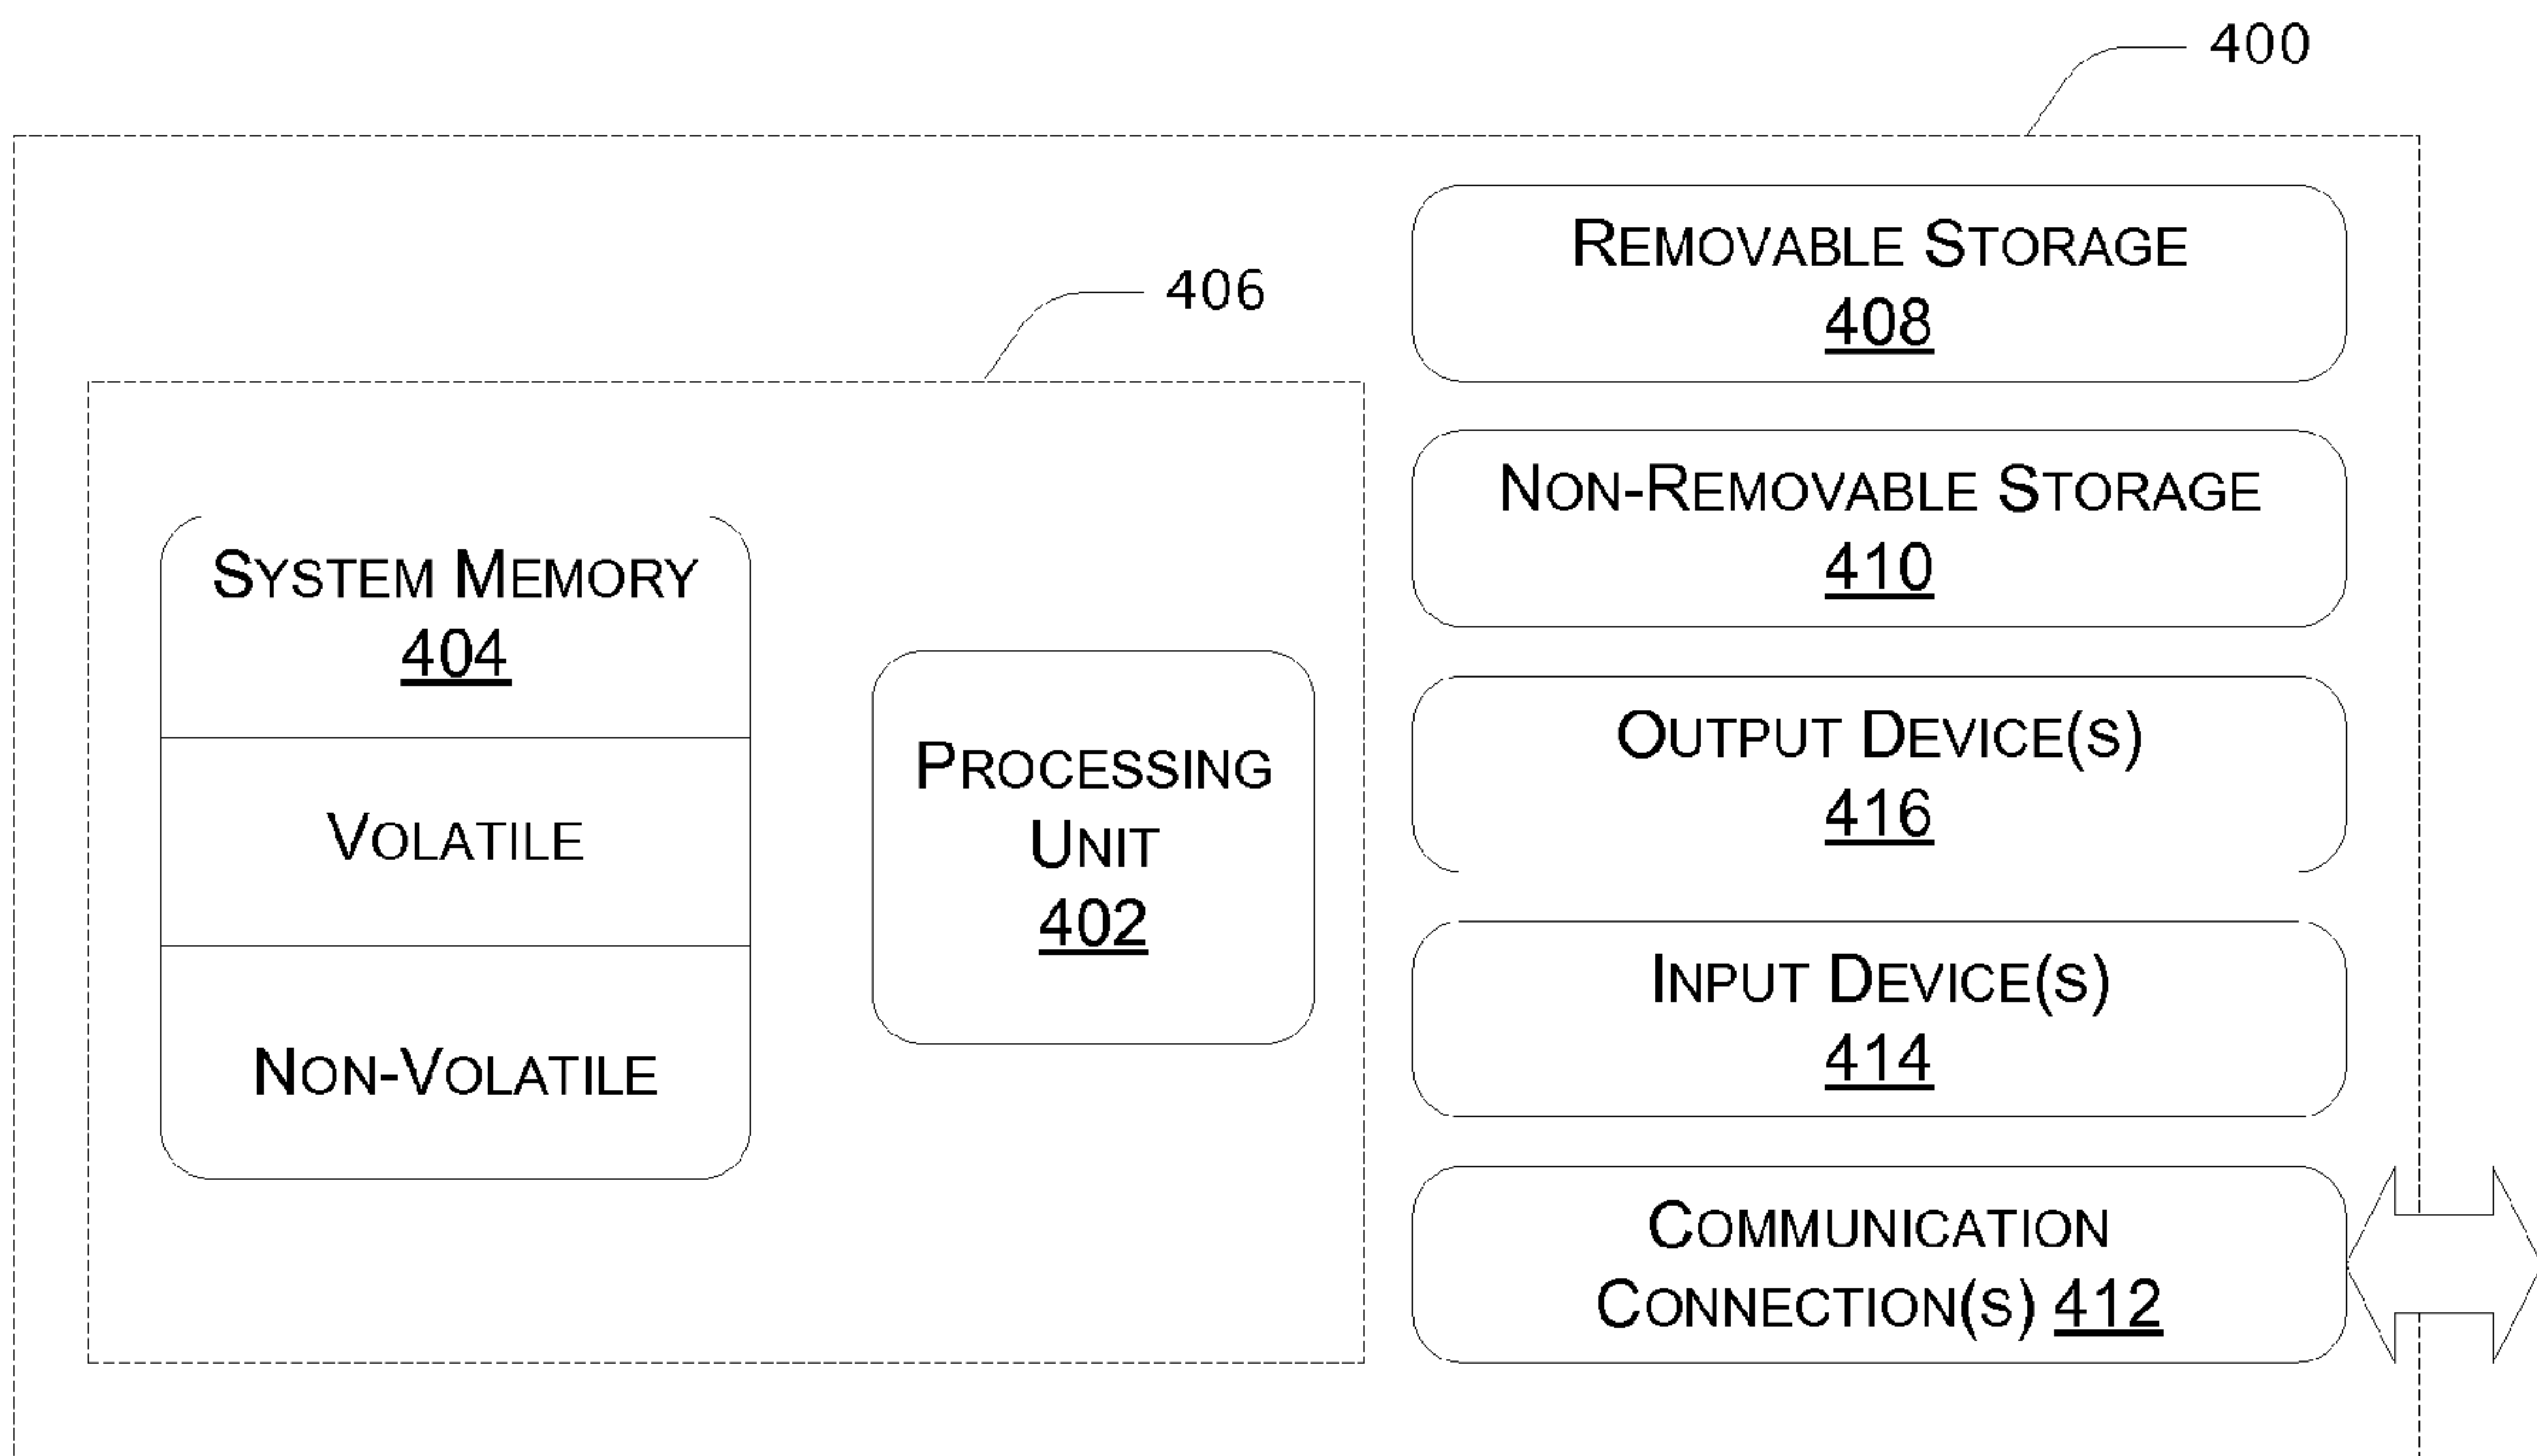 400
406
SYSTEM MEMORY
404
VOLATILE
NON-VOLATILE
PROCESSING
UNIT
402
REMOVABLE STORAGE
408
NON-REMOVABLE STORAGE
410
OUTPUT DEVICE(S)
416
INPUT DEVICE(S)
414
COMMUNICATION
CONNECTION(S) 412